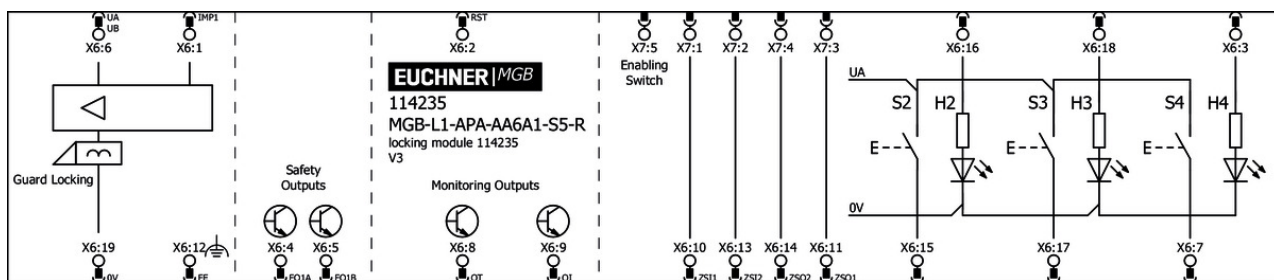 UA
UB
IMP1
RST
X6:6
X6:1
X6:2
X7:5
X7:1
X7:2
X7:4
X7:3
X6:16
X6:18
X6:3
Enabling
Switch
EUCHNER|MGB
114235
MGB-L1-APA-AA6A1-S5-R
locking module 114235
V3
UA
S2
H2
S3
H3
S4
H4
E
E
E
Guard Locking
Safety
Outputs
Monitoring Outputs
0V
X6:19
X6:12
X6:4
X6:5
X6:8
X6:9
X6:10
X6:13
X6:14
X6:11
X6:15
X6:17
X6:7
0V
FE
FO1A
FO1B
OT
OI
ZSI1
ZSI2
ZSO2
ZSO1